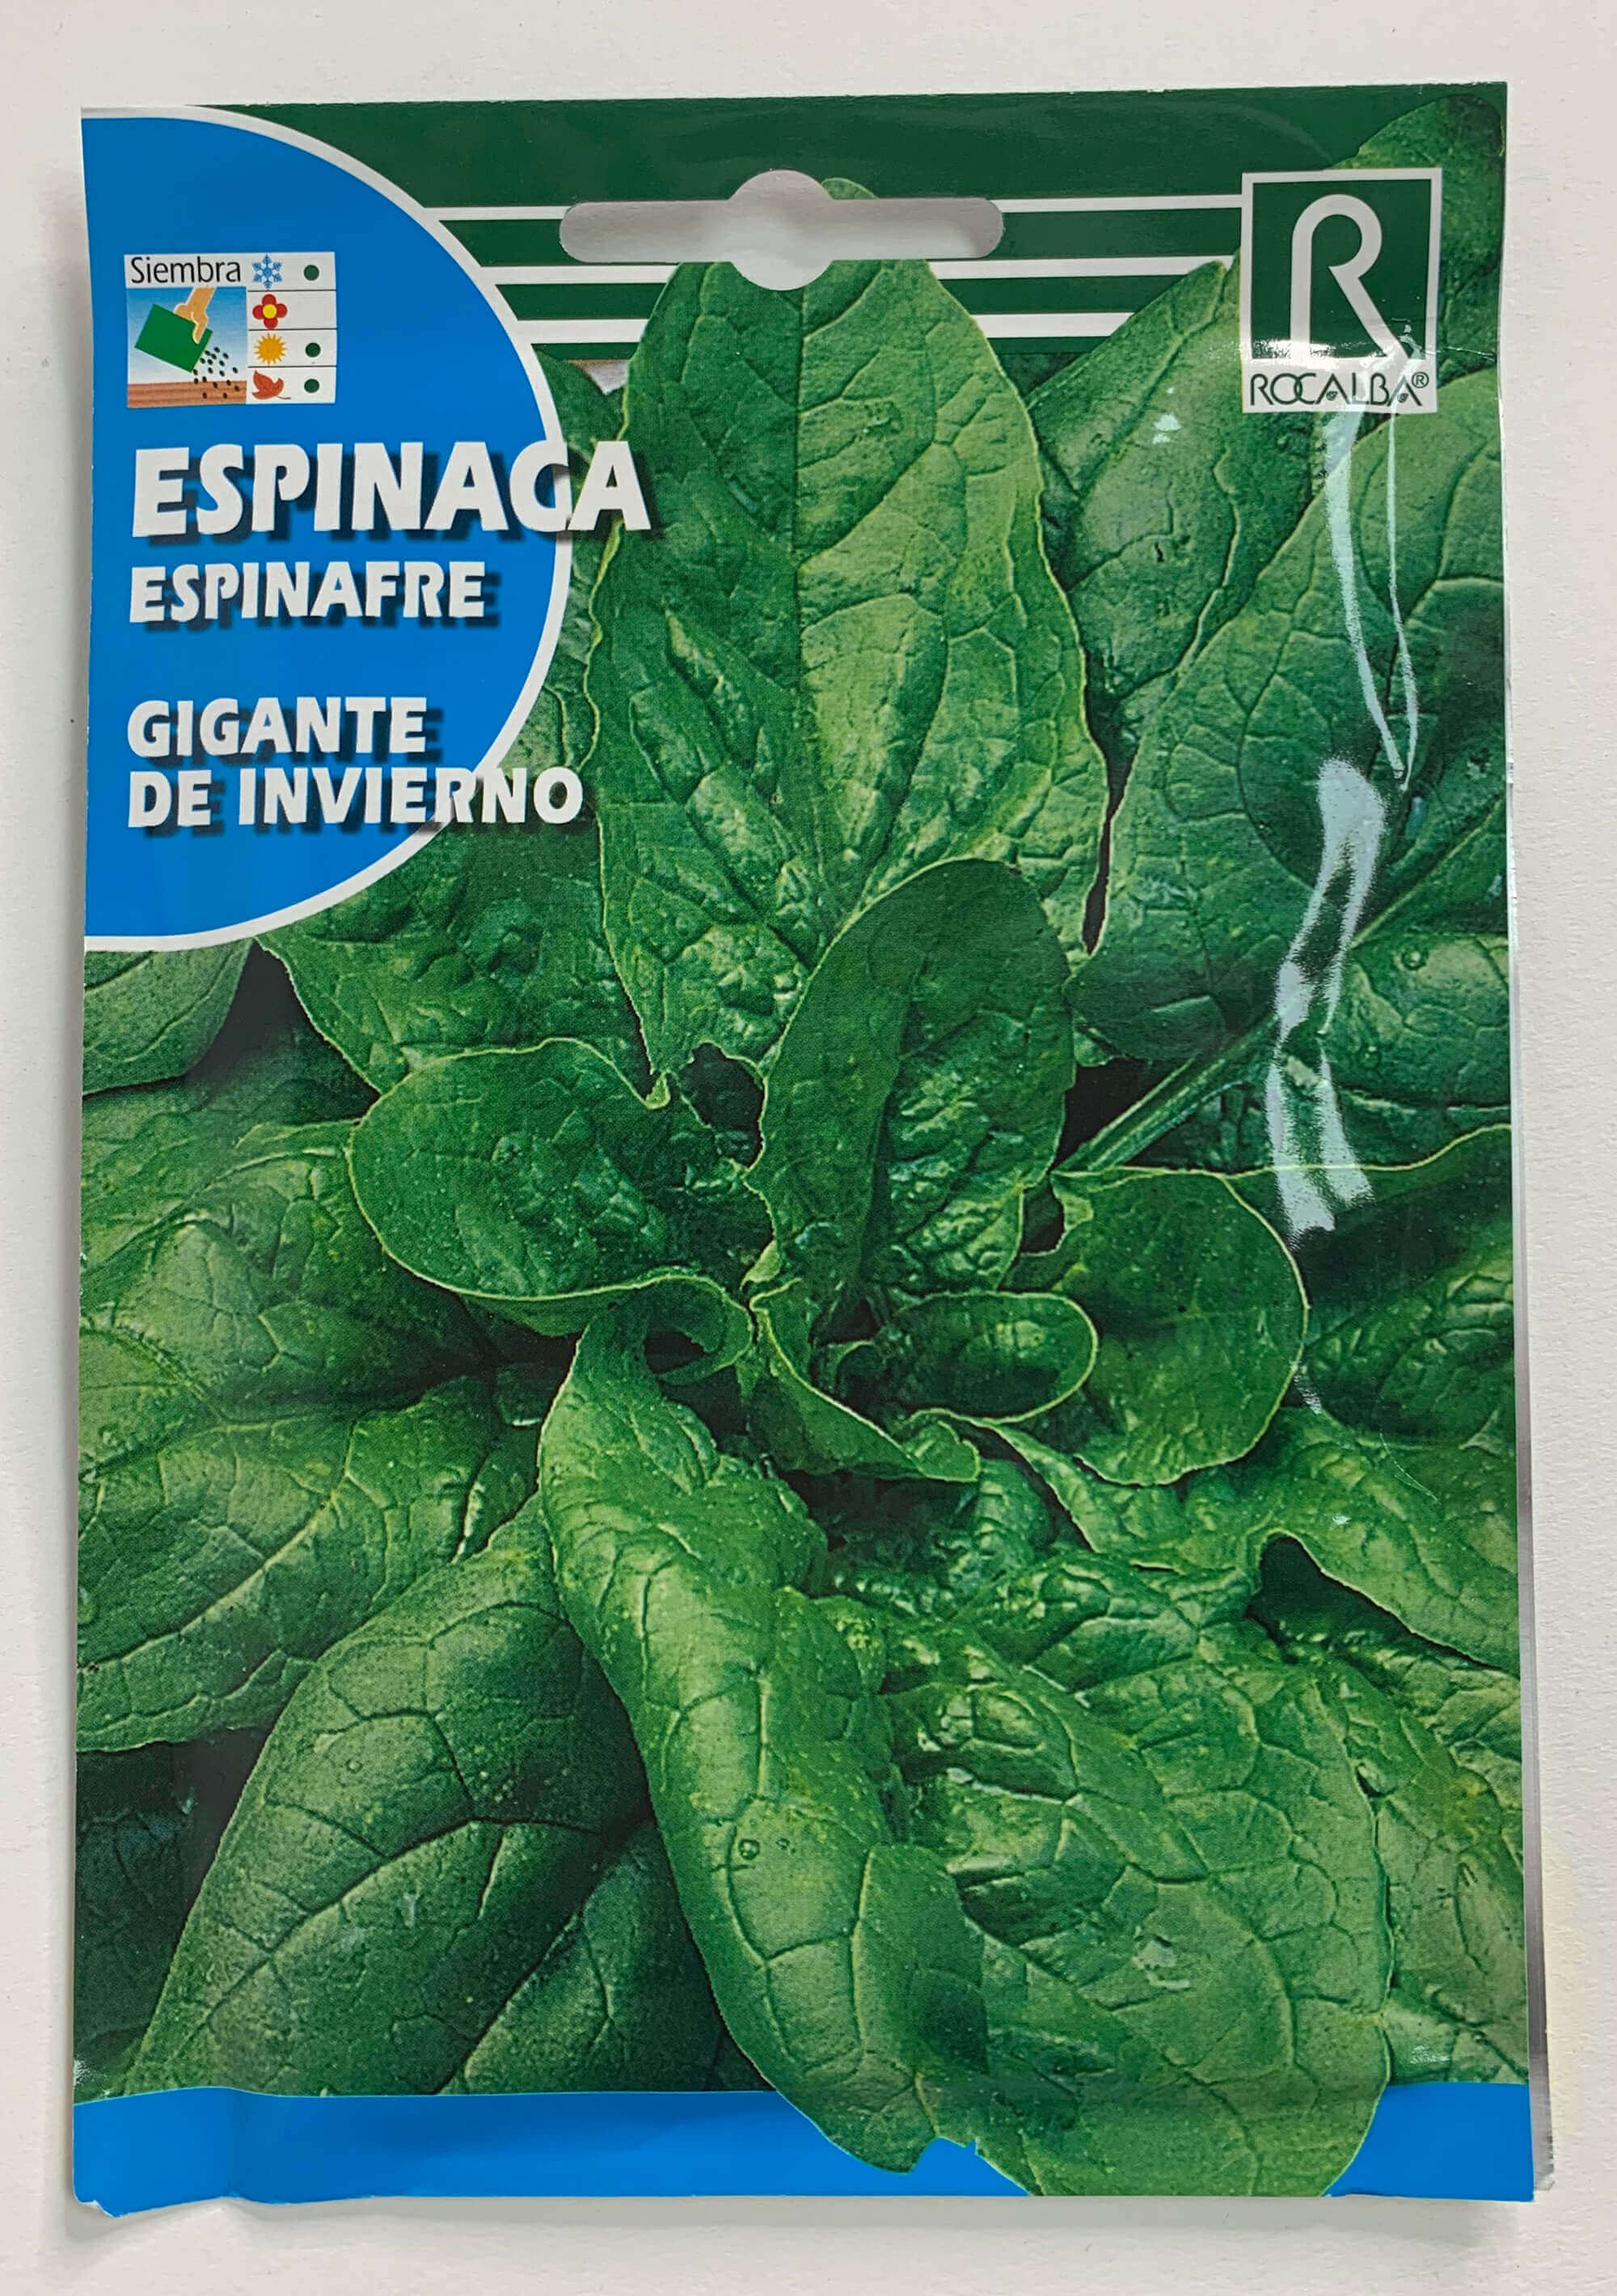 Siembra
ESPINACA
ESPINAFRE
GIGANTE
DE INVIERNO
R
ROCALBA®